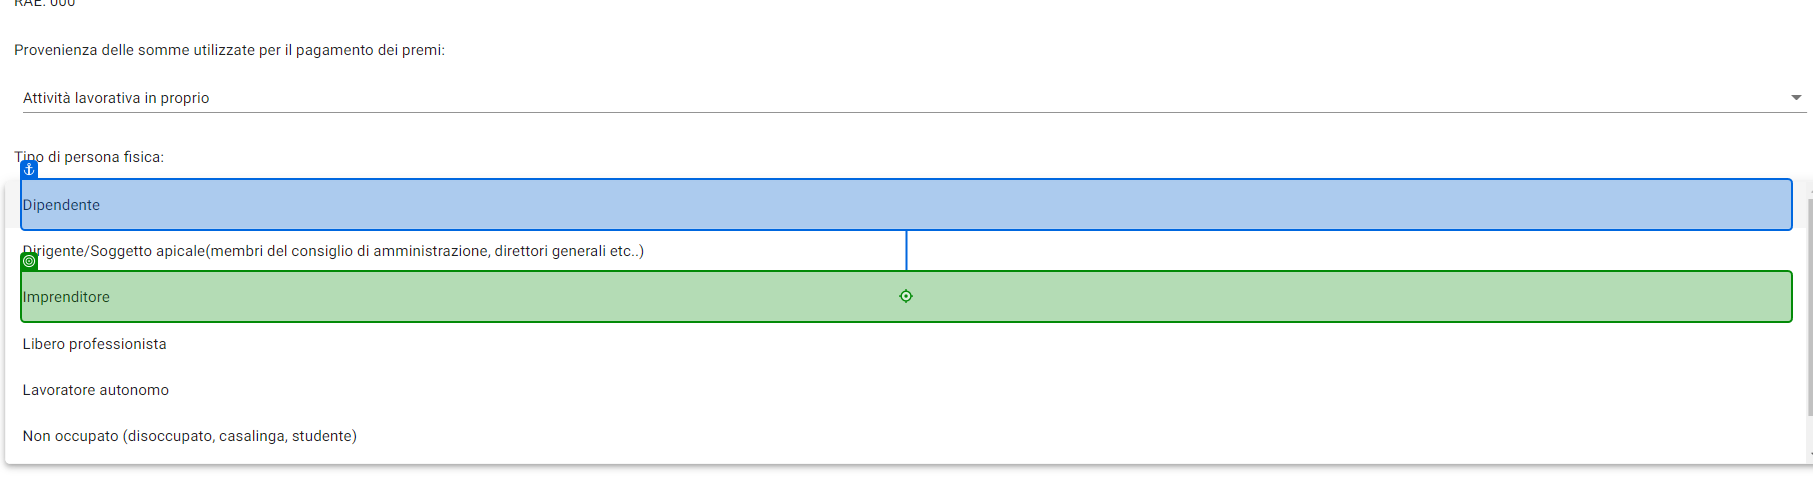 RAE: 000
Provenienza delle somme utilizzate per il pagamento dei premi:
Attività lavorativa in proprio
Tipo di persona fisica:
Dipendente
Dirigente/Soggetto apicale(membri del consiglio di amministrazione, direttori generali etc..)
Imprenditore
Libero professionista
Lavoratore autonomo
Non occupato (disoccupato, casalinga, studente)